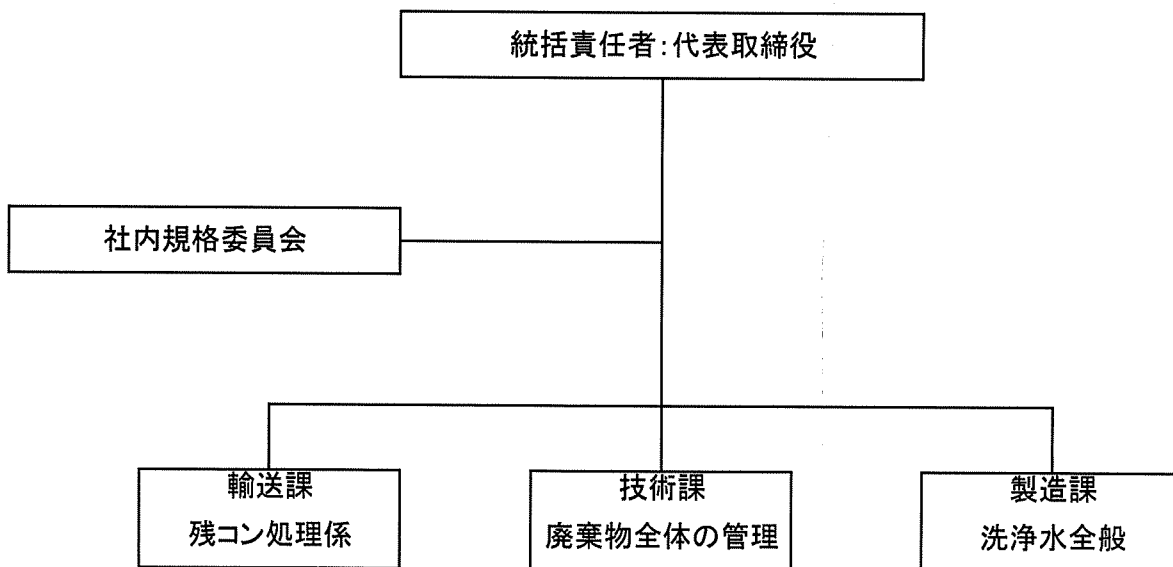 統括責任者:代表取締役
社内規格委員会
輸送課
残コン処理係
技術課
廃棄物全体の管理
製造課
洗浄水全般